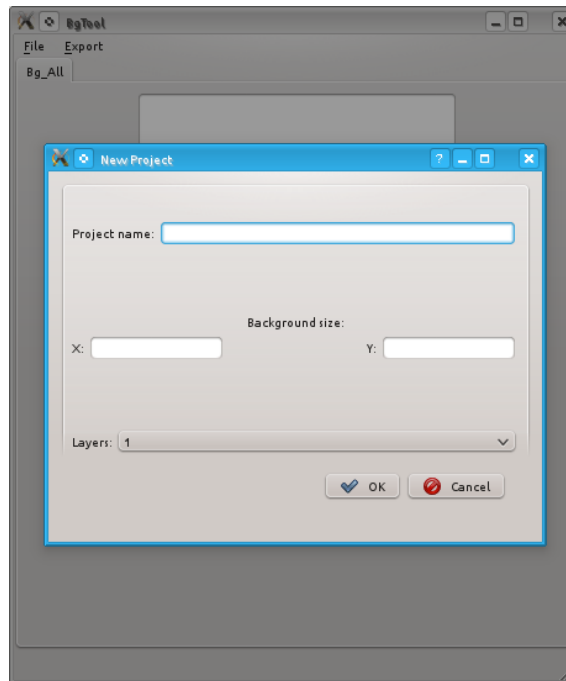 BgTool
File Export
Bg_All
New Project
?
Project name:
Background size:
X: Y:
Layers: 1
OK Cancel